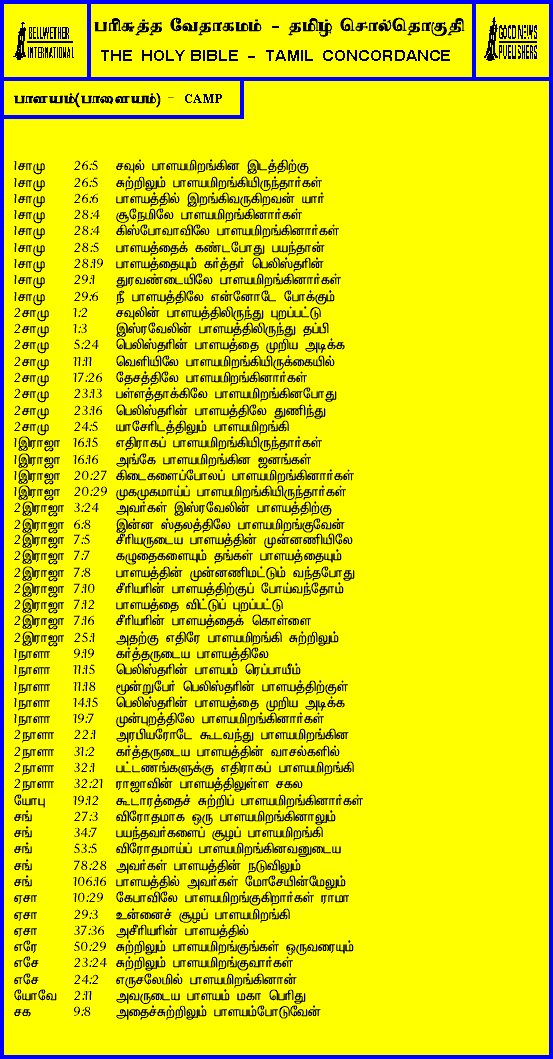 BELLWETHER
INTERNATIONAL
பரிசுத்த வேதாகமம் - தமிழ் சொல்தொகுதி
THE HOLY BIBLE - TAMIL CONCORDANCE
GOOD NEWS
PUBLISHERS
பாளயம்(பாளையம்) - CAMP
1சாமு 26:5 சவுல் பாளயமிறங்கின இடத்திற்கு
1சாமு 26:5 சுற்றிலும் பாளயமிறங்கியிருந்தார்கள்
1சாமு 26:6 பாளயத்தில் இறங்கிவருகிறவன் யார்
1சாமு 28:4 சூநேமிலே பாளயமிறங்கினார்கள்
1சாமு 28:4 கில்போவாவிலே பாளயமிறங்கினார்கள்
1சாமு 28:5 பாளயத்தைக் கண்டபோது பயந்தான்
1சாமு 28:19 பாளயத்தையும் கர்த்தர் பெலிஸ்தரின்
1சாமு 29:1 துரவண்டையிலே பாளயமிறங்கினார்கள்
1சாமு 29:6 நீ பாளயத்திலே என்னோடே போக்கும்
2சாமு 1:2 சவுலின் பாளயத்திலிருந்து புறப்பட்டு
2சாமு 1:3 இஸ்ரவேலின் பாளயத்திலிருந்து தப்பி
2சாமு 5:24 பெலிஸ்தரின் பாளயத்தை முறிய அடிக்க
2சாமு 11:11 வெளியிலே பாளயமிறங்கியிருக்கையில்
2சாமு 17:26 தேசத்திலே பாளயமிறங்கினார்கள்
2சாமு 23:13 பள்ளத்தாக்கிலே பாளயமிறங்கினபோது
2சாமு 23:16 பெலிஸ்தரின் பாளயத்திலே துணிந்து
2சாமு 24:5 யாசேரிடத்திலும் பாளயமிறங்கி
1இராஜா 16:15 எதிராகப் பாளயமிறங்கியிருந்தார்கள்
1இராஜா 16:16 அங்கே பாளயமிறங்கின ஜனங்கள்
1இராஜா 20:27 கிடைகளைப்போலப் பாளயமிறங்கினார்கள்
1இராஜா 20:29 முகமுகமாய்ப் பாளயமிறங்கியிருந்தார்கள்
2இராஜா 3:24 அவர்கள் இஸ்ரவேலின் பாளயத்திற்கு
2இராஜா 6:8 இன்ன ஸ்தலத்திலே பாளயமிறங்குவேன்
2இராஜா 7:5 சீரியருடைய பாளயத்தின் முன்னணியிலே
2இராஜா 7:7 கழுதைகளையும் தங்கள் பாளயத்தையும்
2இராஜா 7:8 பாளயத்தின் முன்னணிமட்டும் வந்தபோது
2இராஜா 7:10 சீரியரின் பாளயத்திற்குப் போய்வந்தோம்
2இராஜா 7:12 பாளயத்தை விட்டுப் புறப்பட்டு
2இராஜா 7:16 சீரியரின் பாளயத்தைக் கொள்ளை
2இராஜா 25:1 அதற்கு எதிரே பாளயமிறங்கி சுற்றிலும்
1நாளா 9:19 கர்த்தருடைய பாளயத்திலே
1நாளா 11:15 பெலிஸ்தரின் பாளயம் ரெப்பாயீம்
1நாளா 11:18 மூன்றுபேர் பெலிஸ்தரின் பாளயத்திற்குள்
1நாளா 14:15 பெலிஸ்தரின் பாளயத்தை முறிய அடிக்க
1நாளா 19:7 முன்புறத்திலே பாளயமிறங்கினார்கள்
2நாளா 22:1 அரபியரோடே கூடவந்து பாளயமிறங்கின
2நாளா 31:2 கர்த்தருடைய பாளயத்தின் வாசல்களில்
2நாளா 32:1 பட்டணங்களுக்கு எதிராகப் பாளயமிறங்கி
2நாளா 32:21 ராஜாவின் பாளயத்திலுள்ள சகல
யோபு 19:12 கூடாரத்தைச் சுற்றிப் பாளயமிறங்கினார்கள்
சங் 27:3 விரோதமாக ஒரு பாளயமிறங்கினாலும்
சங் 34:7 பயந்தவர்களைப் சூழப் பாளயமிறங்கி
சங் 53:5 விரோதமாய்ப் பாளயமிறங்கினவனுடைய
சங் 78:28 அவர்கள் பாளயத்தின் நடுவிலும்
சங் 106:16 பாளயத்தில் அவர்கள் மோசேயின்மேலும்
ஏசா 10:29 கேபாவிலே பாளயமிறங்குகிறார்கள் ராமா
ஏசா 29:3 உன்னைச் சூழப் பாளயமிறங்கி
ஏசா 37:36 அசீரியரின் பாளயத்தில்
எரே 50:29 சுற்றிலும் பாளயமிறங்குங்கள் ஒருவரையும்
எசே 23:24 சுற்றிலும் பாளயமிறங்குவார்கள்
எசே 24:2 எருசலேமில் பாளயமிறங்கினான்
யோவே 2:11 அவருடைய பாளயம் மகா பெரிது
சக 9:8 அதைச்சுற்றிலும் பாளயம்போடுவேன்